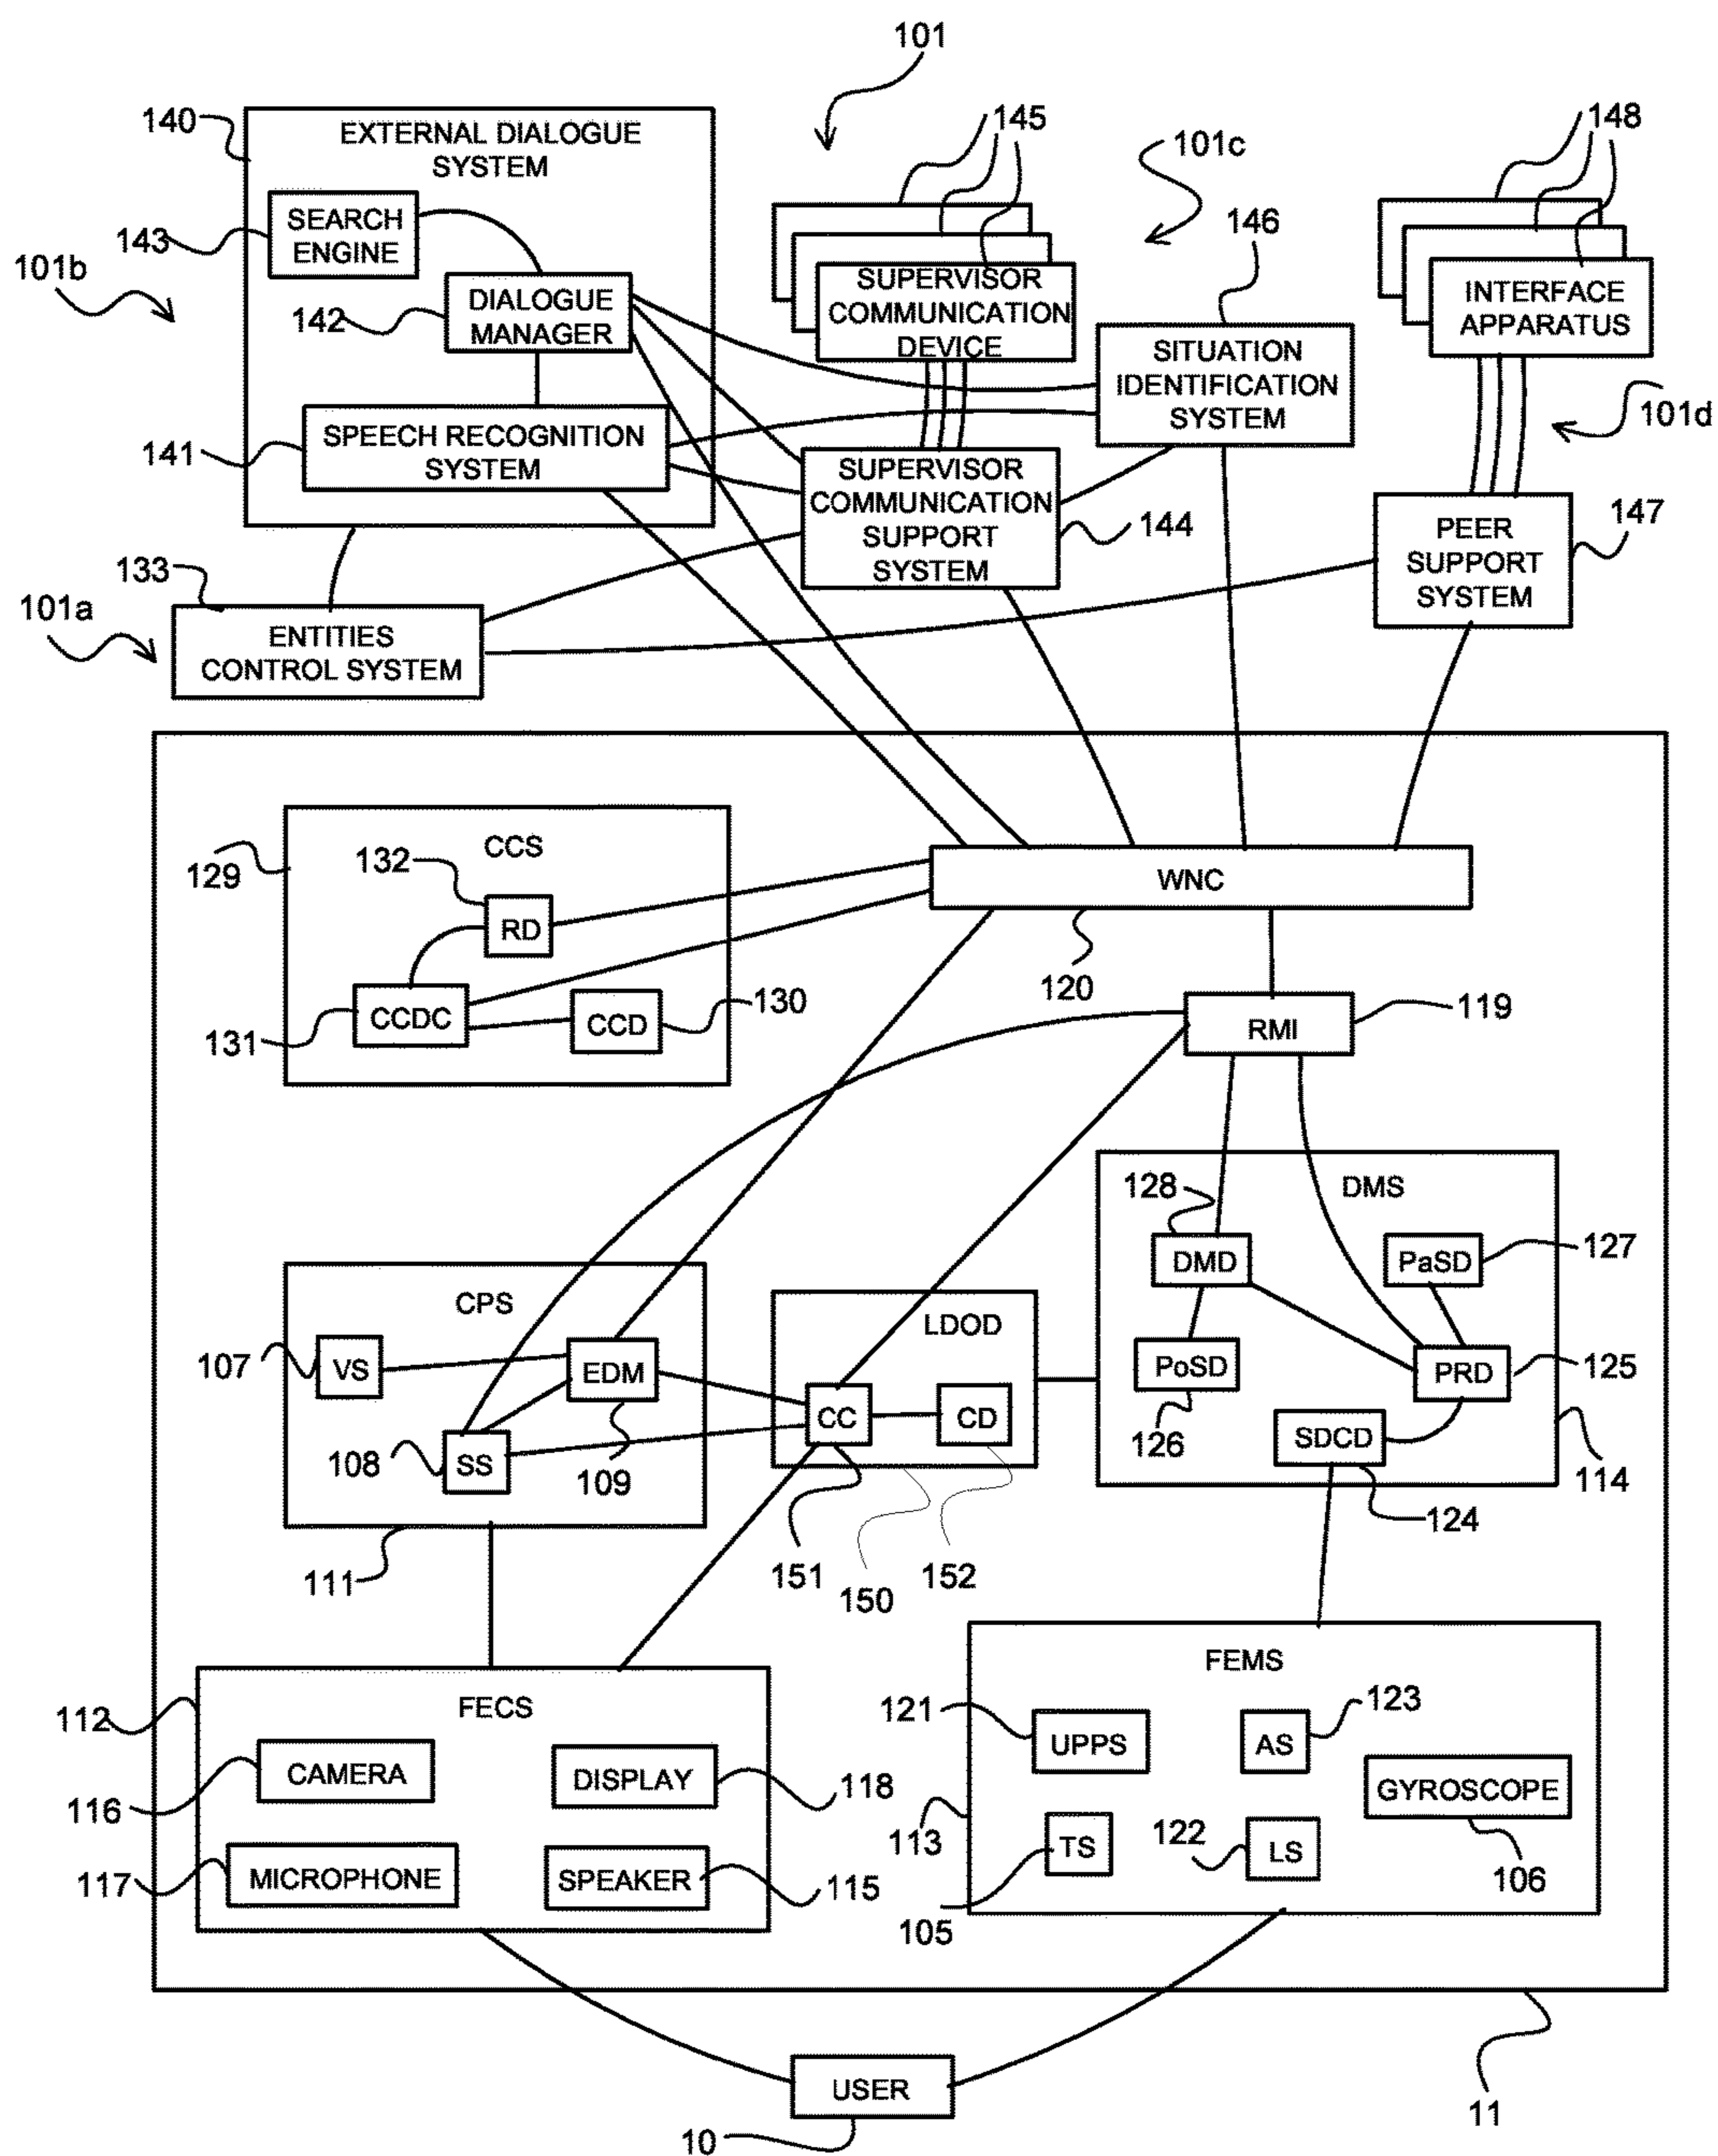 101
140
EXTERNAL DIALOGUE
SYSTEM
145
101c
148
SEARCH
ENGINE
143
146
101b
SUPERVISOR
COMMUNICATION
DEVICE
INTERFACE
APPARATUS
DIALOGUE
MANAGER
142
SITUATION
IDENTIFICATION
SYSTEM
101d
SPEECH RECOGNITION
SYSTEM
141
SUPERVISOR
COMMUNICATION
SUPPORT
SYSTEM
144
PEER
SUPPORT
SYSTEM
147
133
101a
ENTITIES
CONTROL SYSTEM
CCS
129
132
WNC
RD
120
CCDC
CCD
130
131
119
RMI
DMS
128
127
DMD
PaSD
CPS
LDOD
107
VS
EDM
PoSD
PRD
125
CC
CD
126
SDCD
108
SS
109
114
124
111
151
150
152
FECS
FEMS
112
121
123
UPPS
AS
CAMERA
DISPLAY
116
118
GYROSCOPE
113
TS
122
LS
117
MICROPHONE
SPEAKER
115
106
105
USER
10
11